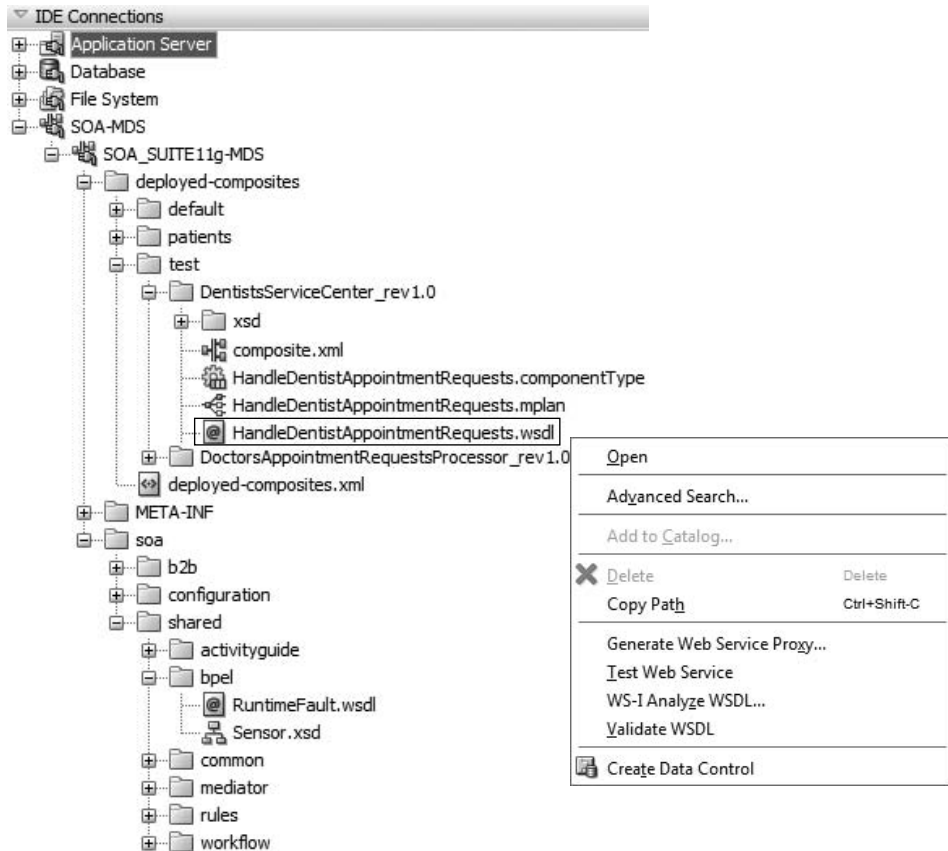 IDE Connections
Application Server
Database
File System
SOA-MDS
SOA_SUITE11g-MDS
deployed-composites
default
patients
test
DentistsServiceCenter_rev1.0
xsd
composite.xml
HandleDentistAppointmentRequests.componentType
HandleDentistAppointmentRequests.mplan
HandleDentistAppointmentRequests.wsdl
DoctorsAppointmentRequestsProcessor_rev1.0
deployed-composites.xml
META-INF
soa
b2b
configuration
shared
activityguide
bpel
RuntimeFault.wsdl
Sensor.xsd
common
mediator
rules
workflow
Open
Advanced Search...
Add to Catalog...
Delete Delete
Copy Path Ctrl+Shift-C
Generate Web Service Proxy...
Test Web Service
WS-I Analyze WSDL...
Validate WSDL
Create Data Control